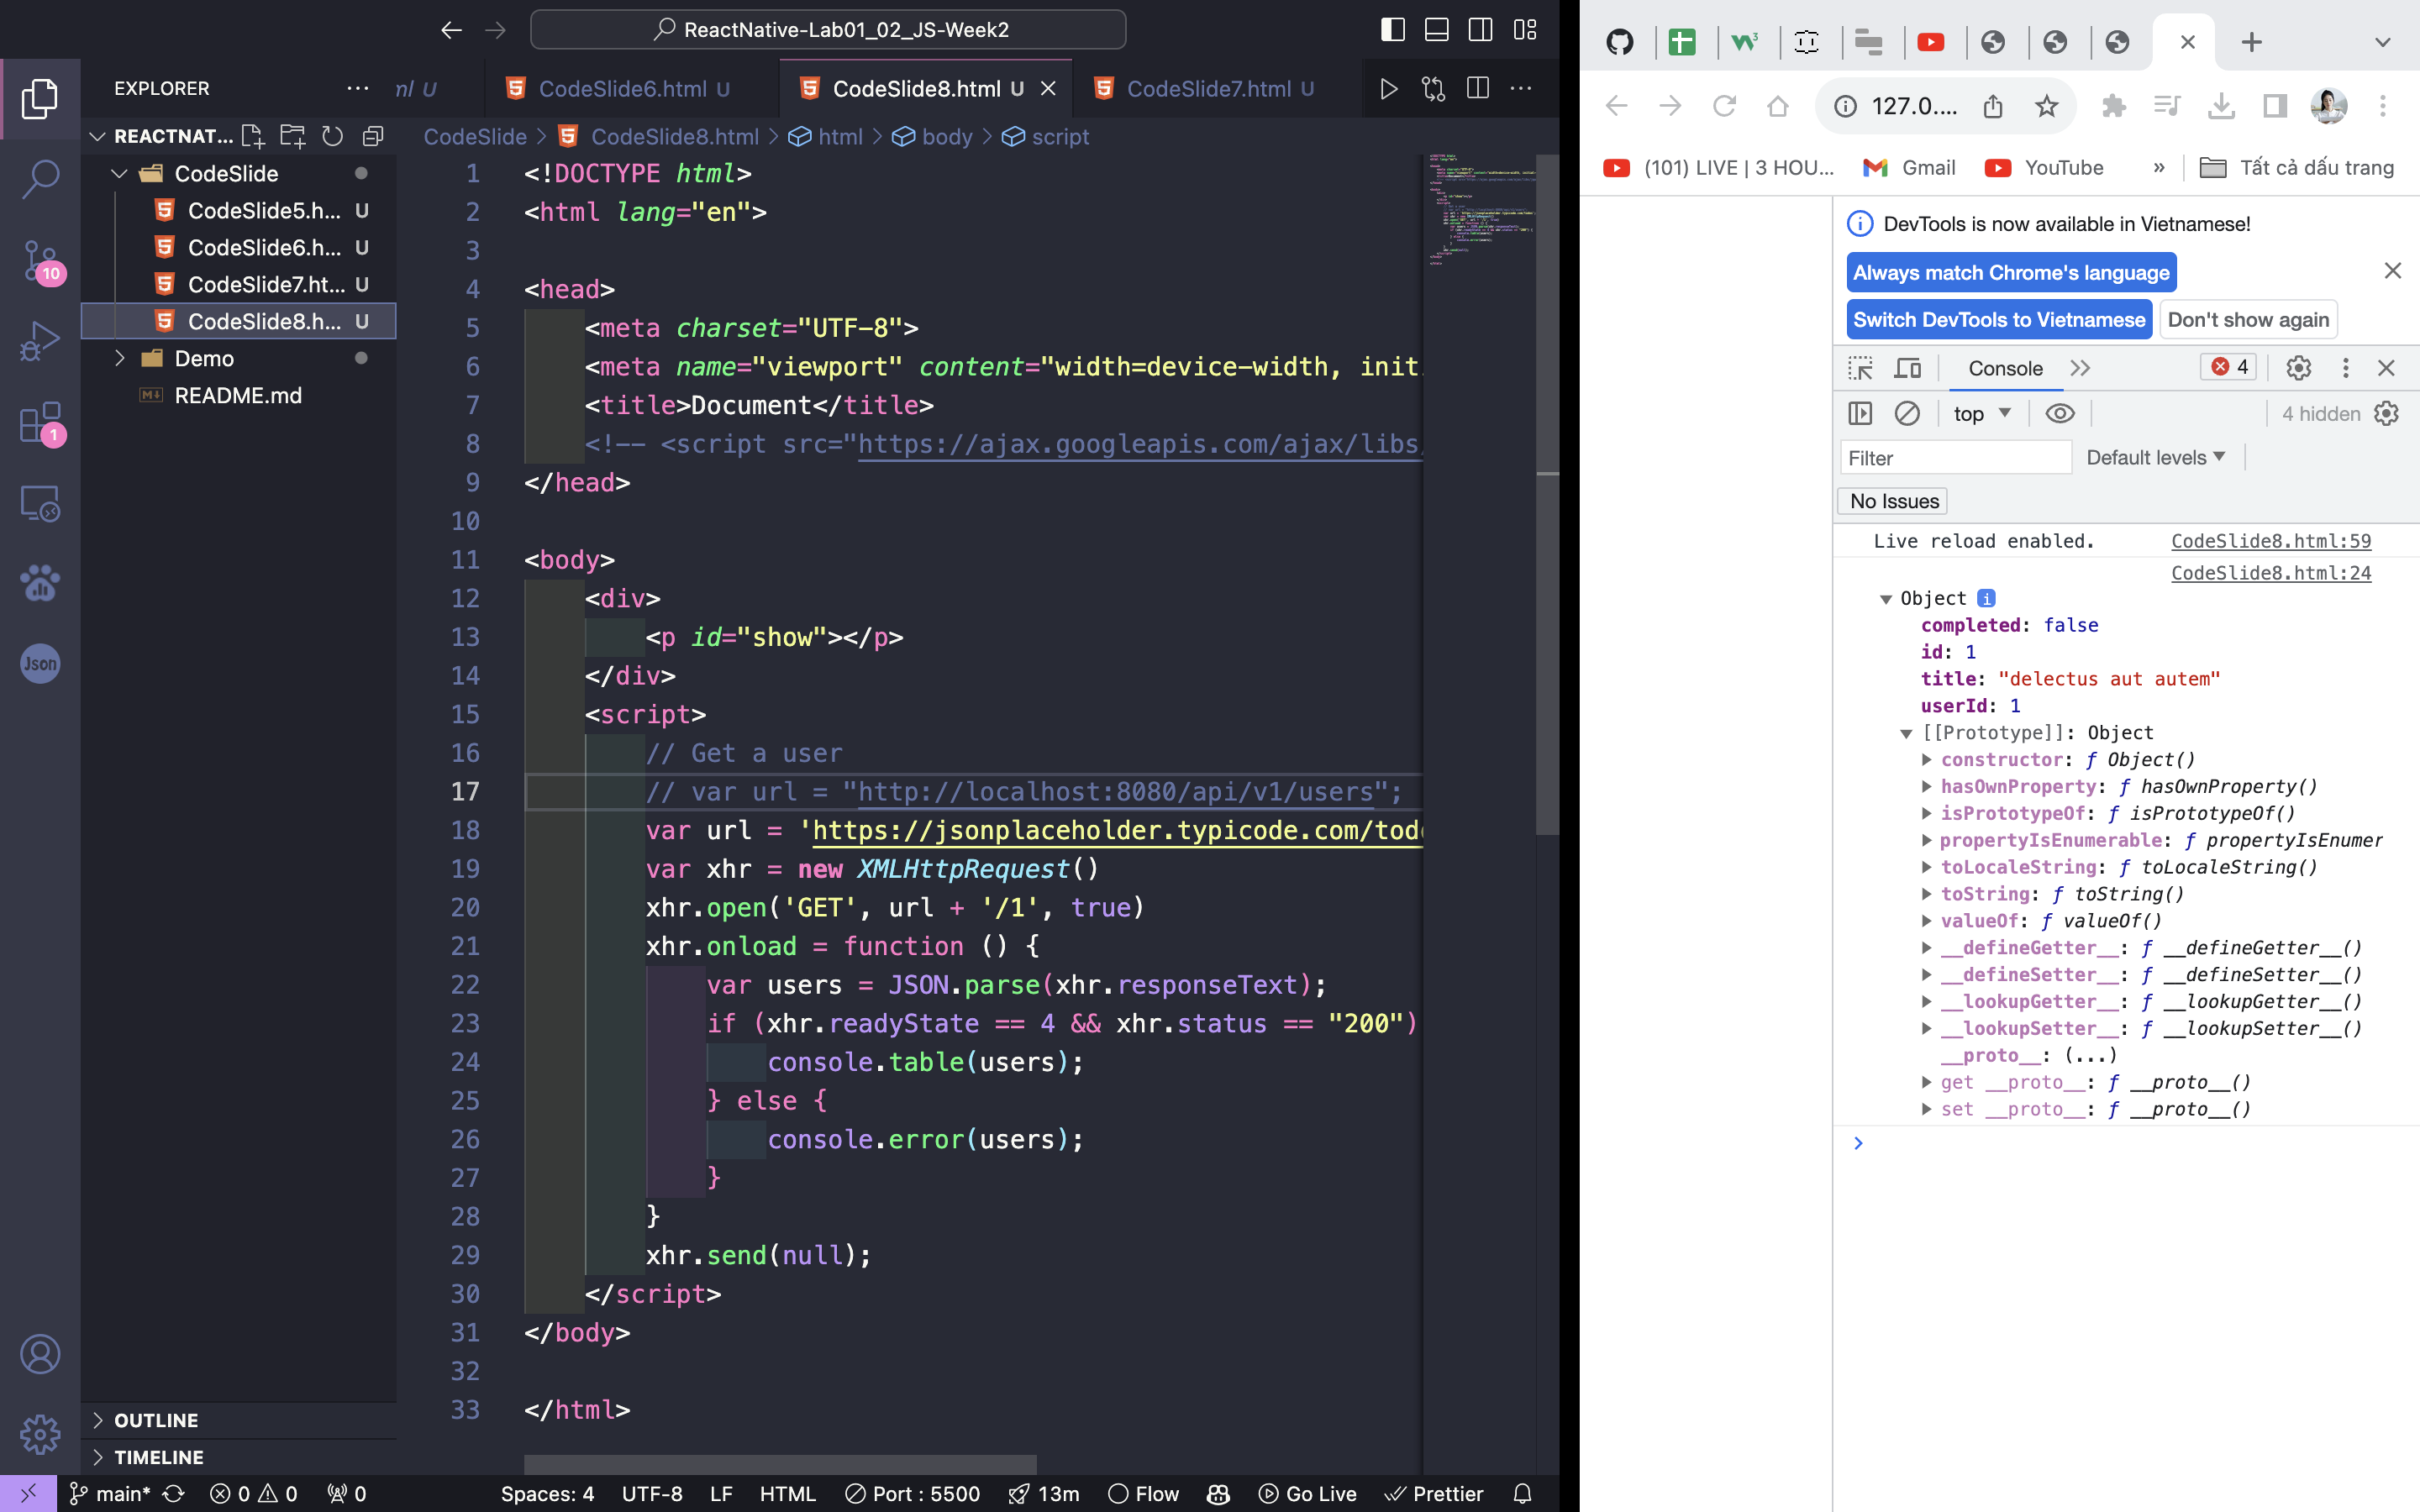 ReactNative-Lab01_02_JS-Week2
EXPLORER
nl U
CodeSlide6.html U
CodeSlide8.html U
CodeSlide7.html U
REACTNAT...
CodeSlide > CodeSlide8.html > html > body > script
CodeSlide
CodeSlide5.h... U
CodeSlide6.h... U
CodeSlide7.ht... U
CodeSlide8.h... U
Demo
README.md
10
1
Json
OUTLINE
TIMELINE
1 <!DOCTYPE html>
2 <html lang="en">
3
4 <head>
5 <meta charset="UTF-8">
6 <meta name="viewport" content="width=device-width, init
7 <title>Document</title>
8 <!-- <script src="https://ajax.googleapis.com/ajax/libs
9 </head>
10
11 <body>
12 <div>
13 <p id="show"></p>
14 </div>
15 <script>
16 // Get a user
17 // var url = "http://localhost:8080/api/v1/users";
18 var url = 'https://jsonplaceholder.typicode.com/tod
19 var xhr = new XMLHttpRequest()
20 xhr.open('GET', url + '/1', true)
21 xhr.onload = function () {
22 var users = JSON.parse(xhr.responseText);
23 if (xhr.readyState == 4 && xhr.status == "200")
24 console.table(users);
25 } else {
26 console.error(users);
27 }
28 }
29 xhr.send(null);
30 </script>
31 </body>
32
33 </html>
main* 0 0 0
Spaces: 4 UTF-8 LF HTML Port : 5500 13m Flow Go Live Prettier
127.0....
(101) LIVE | 3 HOU... Gmail YouTube » Tất cả dấu trang
DevTools is now available in Vietnamese!
Always match Chrome's language
Switch DevTools to Vietnamese Don't show again
Console 4
top 4 hidden
Filter Default levels
No Issues
Live reload enabled. CodeSlide8.html:59
CodeSlide8.html:24
Object i
completed: false
id: 1
title: "delectus aut autem"
userId: 1
[[Prototype]]: Object
constructor: ƒ Object()
hasOwnProperty: ƒ hasOwnProperty()
isPrototypeOf: ƒ isPrototypeOf()
propertyIsEnumerable: ƒ propertyIsEnumer
toLocaleString: ƒ toLocaleString()
toString: ƒ toString()
valueOf: ƒ valueOf()
__defineGetter__: ƒ __defineGetter__()
__defineSetter__: ƒ __defineSetter__()
__lookupGetter__: ƒ __lookupGetter__()
__lookupSetter__: ƒ __lookupSetter__()
__proto__: (...)
get __proto__: ƒ __proto__()
set __proto__: ƒ __proto__()